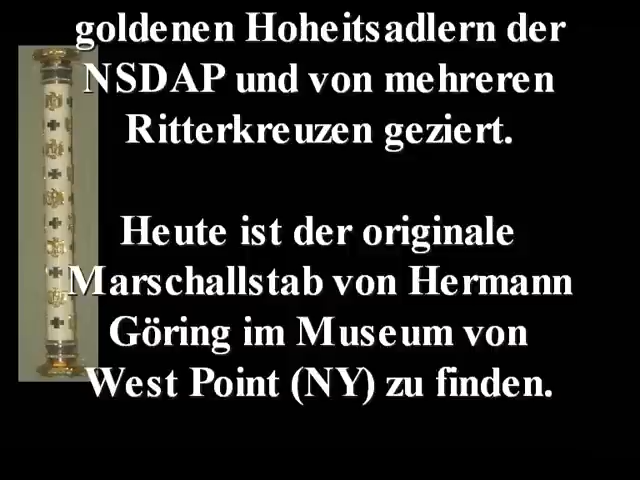 goldenen Hoheitsadlern der
NSDAP und von mehreren
Ritterkreuzen geziert.
Heute ist der originale
Marschallstab von Hermann
Göring im Museum von
West Point (NY) zu finden.